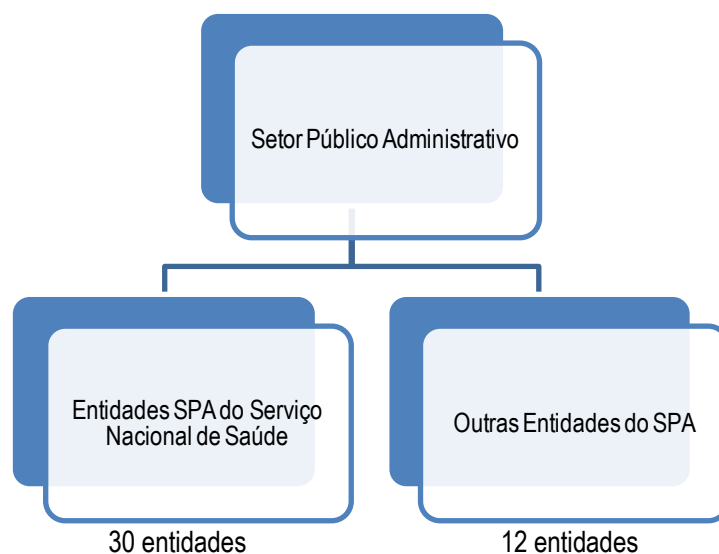 Setor Público Administrativo
Entidades SPA do Serviço
Nacional de Saúde
Outras Entidades do SPA
30 entidades
12 entidades